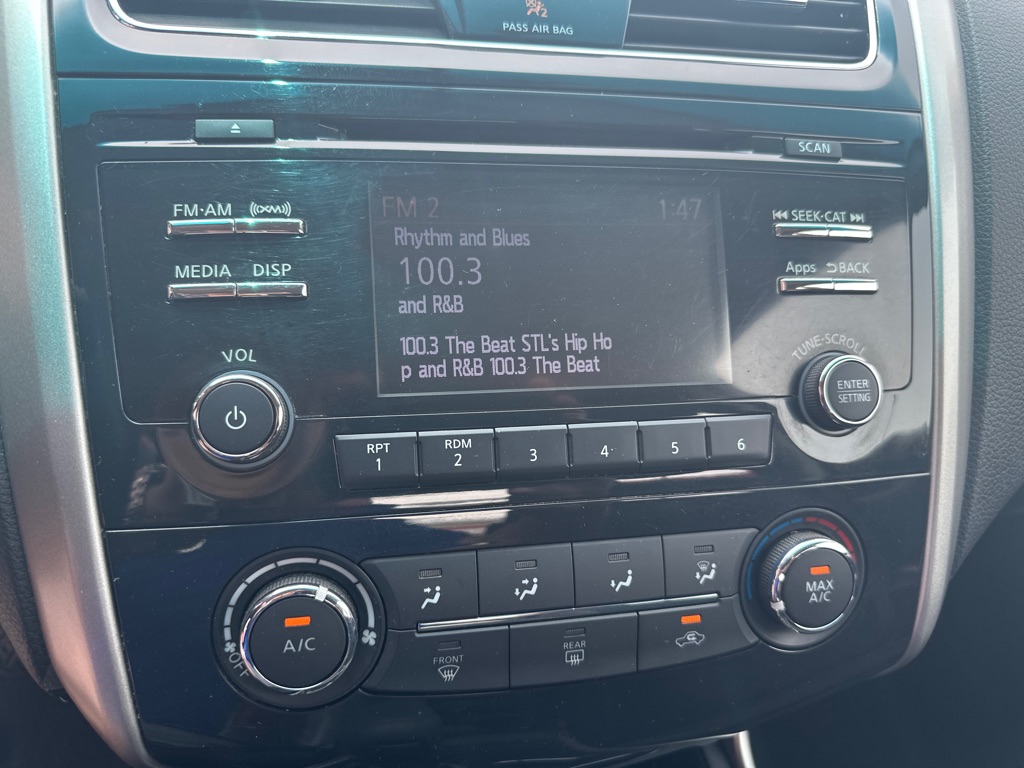 2
PASS AIR BAG
SCAN
FM·AM
((XM))
SEEK·CAT
MEDIA
DISP
Apps
BACK
FM 2
1:47
Rhythm and Blues
100.3
and R&B
100.3 The Beat STL's Hip Ho
p and R&B 100.3 The Beat
VOL
TUNE·SCROLL
ENTER
SETTING
RPT
1
RDM
2
3
4
5
6
A/C
OFF
MAX
A/C
FRONT
REAR